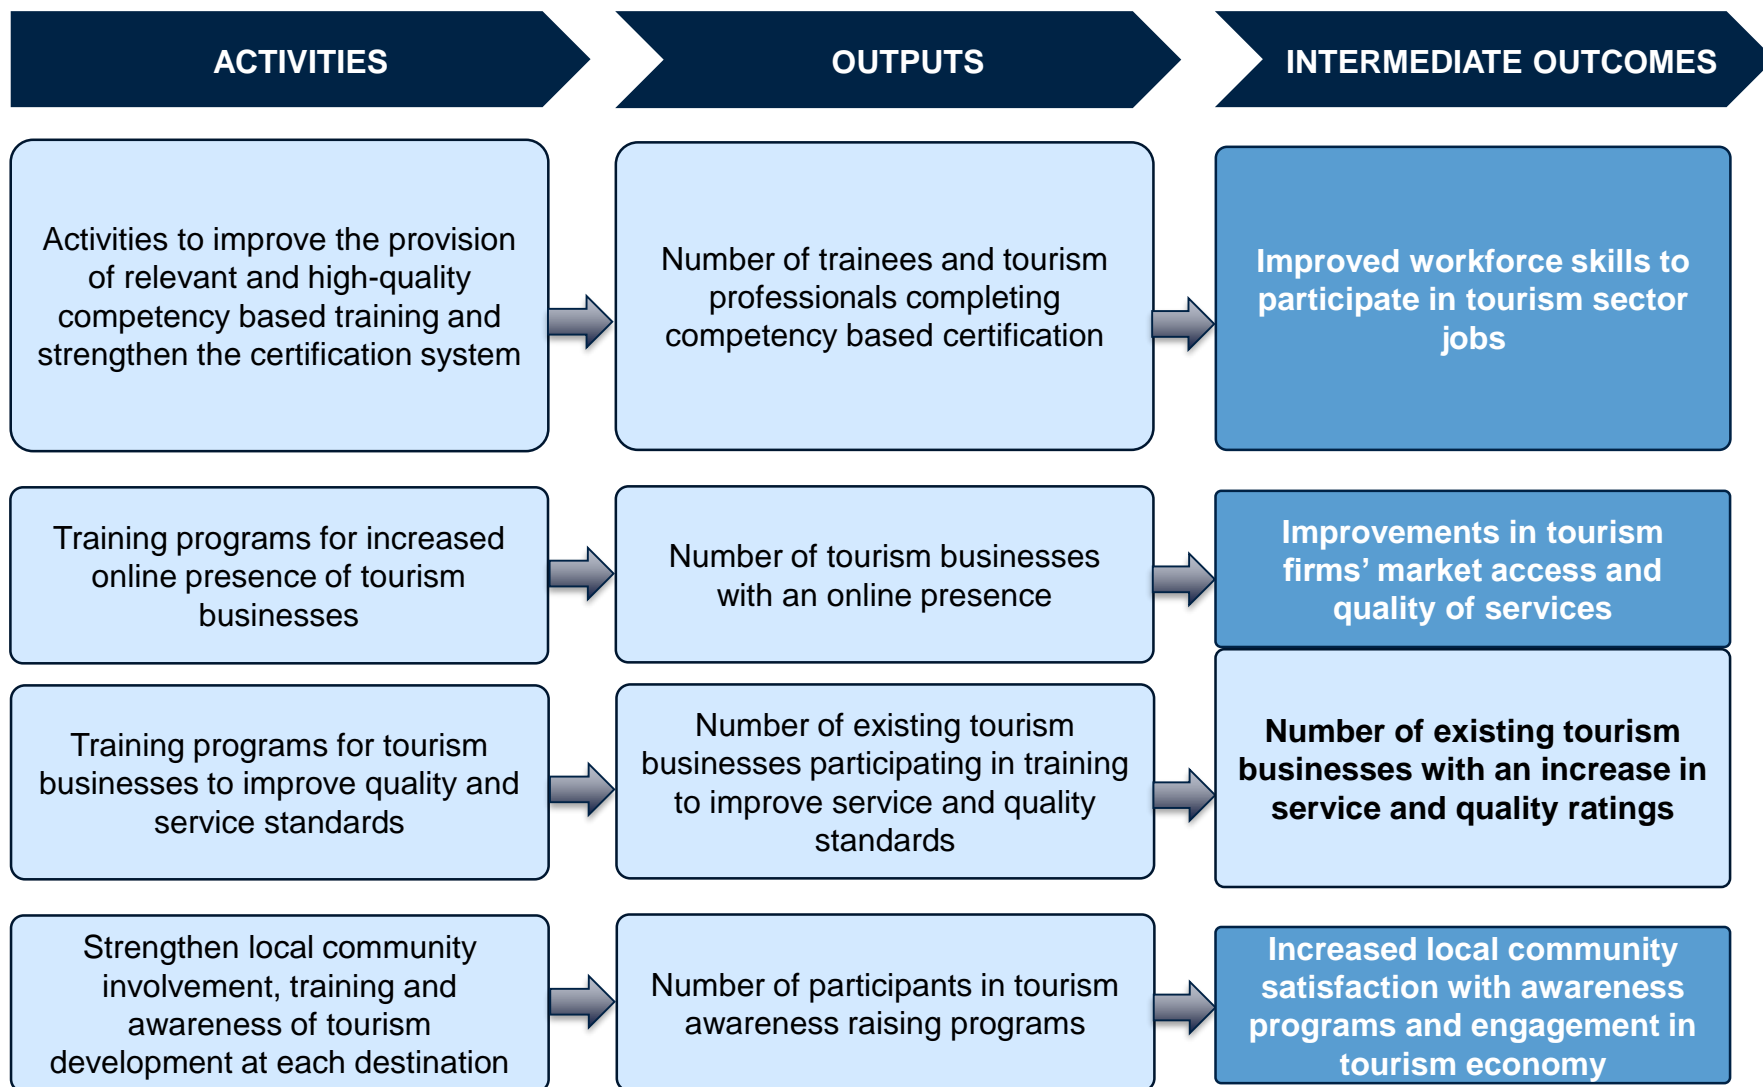 ACTIVITIES
OUTPUTS
INTERMEDIATE OUTCOMES
Activities to improve the provision
of relevant and high-quality
competency based training and
strengthen the certification system
Number of trainees and tourism
professionals completing
competency based certification
Improved workforce skills to
participate in tourism sector
jobs
Training programs for increased
online presence of tourism
businesses
Number of tourism businesses
with an online presence
Improvements in tourism
firms’ market access and
quality of services
Training programs for tourism
businesses to improve quality and
service standards
Number of existing tourism
businesses participating in training
to improve service and quality
standards
Number of existing tourism
businesses with an increase in
service and quality ratings
Strengthen local community
involvement, training and
awareness of tourism
development at each destination
Number of participants in tourism
awareness raising programs
Increased local community
satisfaction with awareness
programs and engagement in
tourism economy